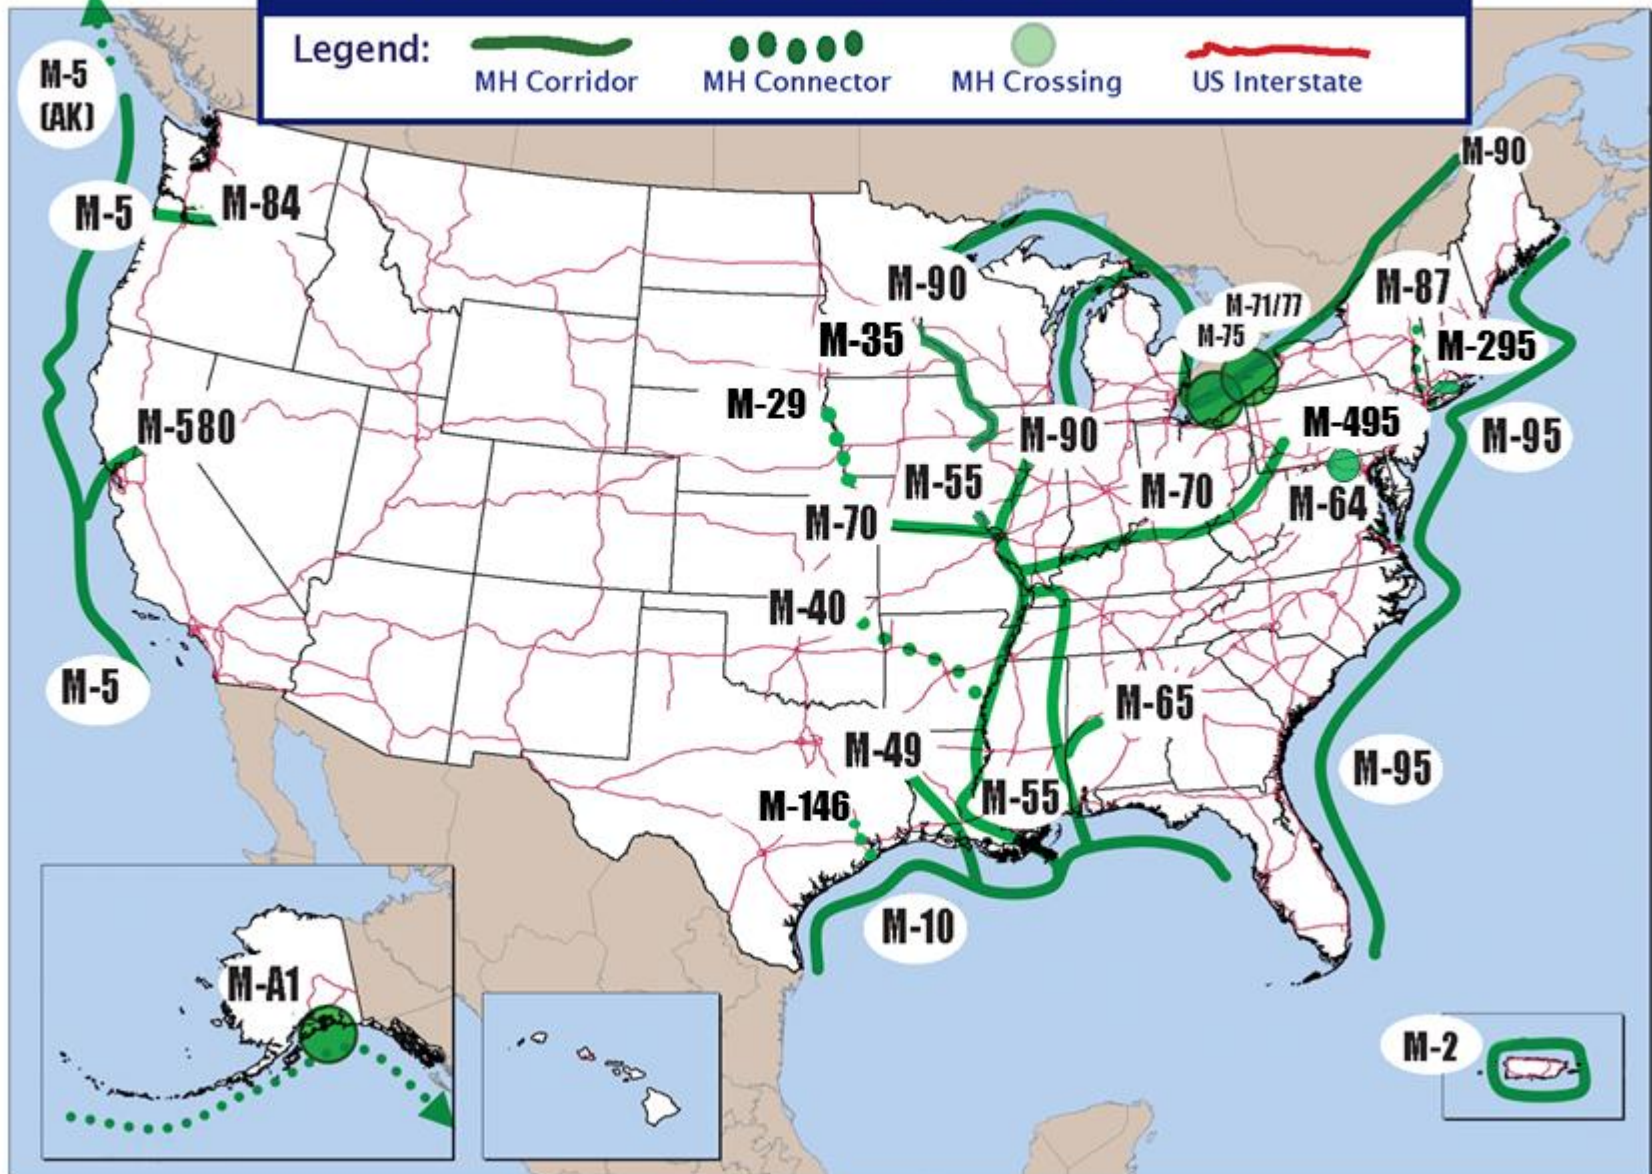 Legend:
MH Corridor
MH Connector
MH Crossing
US Interstate
M-5
(AK)
M-90
M-5
M-84
M-90
M-87
M-71/77
M-75
M-35
M-295
M-29
M-580
M-90
M-495
M-95
M-55
M-70
M-64
M-70
M-40
M-5
M-65
M-49
M-95
M-146
M-55
M-10
M-A1
M-2